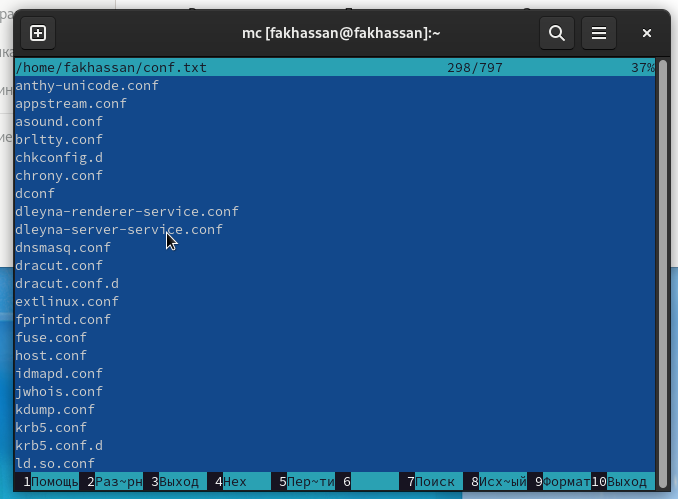 mc [fakhassan@fakhassan]:~
/home/fakhassan/conf.txt 298/797 37%
anthy-unicode.conf
appstream.conf
asound.conf
brltty.conf
chkconfig.d
chrony.conf
dconf
dleyna-renderer-service.conf
dleyna-server-service.conf
dnsmasq.conf
dracut.conf
dracut.conf.d
extlinux.conf
fprintd.conf
fuse.conf
host.conf
idmapd.conf
jwhois.conf
kdump.conf
krb5.conf
krb5.conf.d
ld.so.conf
1Помощь 2Раз~рн 3Выход 4Hex 5Пер~ти 6 7Поиск 8Исх~ый 9Формат10Выход